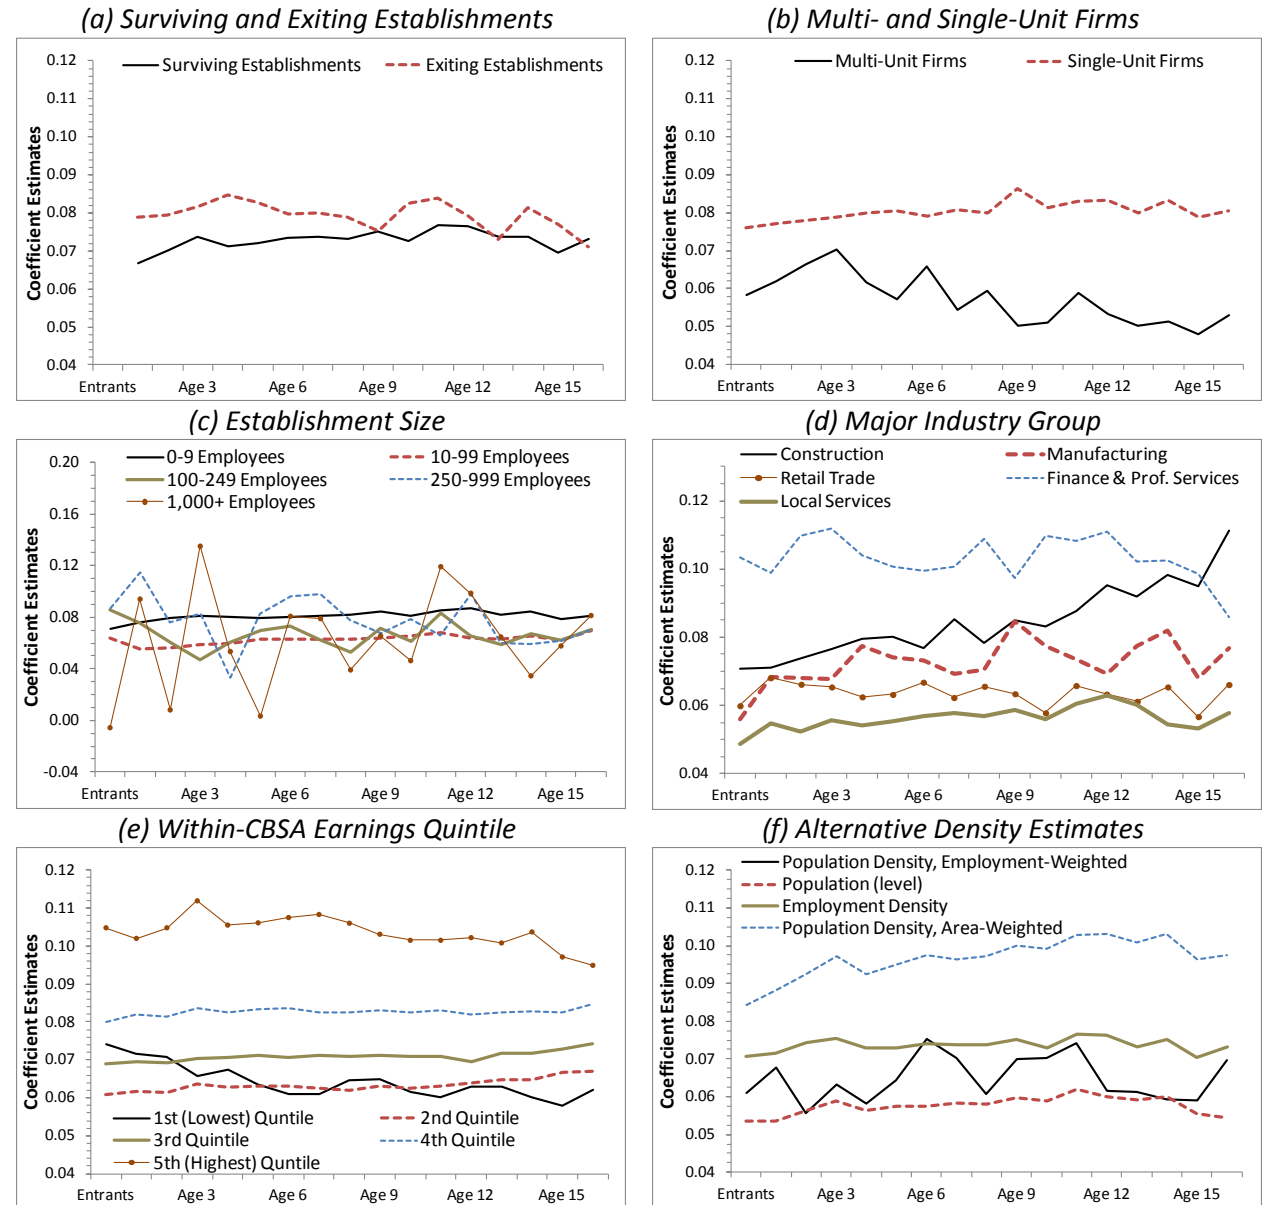 (a) Surviving and Exiting Establishments
Surviving Establishments
Exiting Establishments
Coefficient Estimates
0.12
0.11
0.10
0.09
0.08
0.07
0.06
0.05
0.04
Entrants Age 3 Age 6 Age 9 Age 12 Age 15
(b) Multi- and Single-Unit Firms
Multi-Unit Firms
Single-Unit Firms
Coefficient Estimates
0.12
0.11
0.10
0.09
0.08
0.07
0.06
0.05
0.04
Entrants Age 3 Age 6 Age 9 Age 12 Age 15
(c) Establishment Size
0-9 Employees
10-99 Employees
100-249 Employees
250-999 Employees
1,000+ Employees
Coefficient Estimates
0.20
0.16
0.12
0.08
0.04
0.00
-0.04
Entrants Age 3 Age 6 Age 9 Age 12 Age 15
(d) Major Industry Group
Construction
Manufacturing
Retail Trade
Finance & Prof. Services
Local Services
Coefficient Estimates
0.12
0.10
0.08
0.06
0.04
Entrants Age 3 Age 6 Age 9 Age 12 Age 15
(e) Within-CBSA Earnings Quintile
Coefficient Estimates
0.12
0.11
0.10
0.09
0.08
0.07
0.06
0.05
0.04
1st (Lowest) Quntile
2nd Quintile
3rd Quintile
4th Quintile
5th (Highest) Quntile
Entrants Age 3 Age 6 Age 9 Age 12 Age 15
(f) Alternative Density Estimates
Population Density, Employment-Weighted
Population (level)
Employment Density
Population Density, Area-Weighted
Coefficient Estimates
0.12
0.11
0.10
0.09
0.08
0.07
0.06
0.05
0.04
Entrants Age 3 Age 6 Age 9 Age 12 Age 15